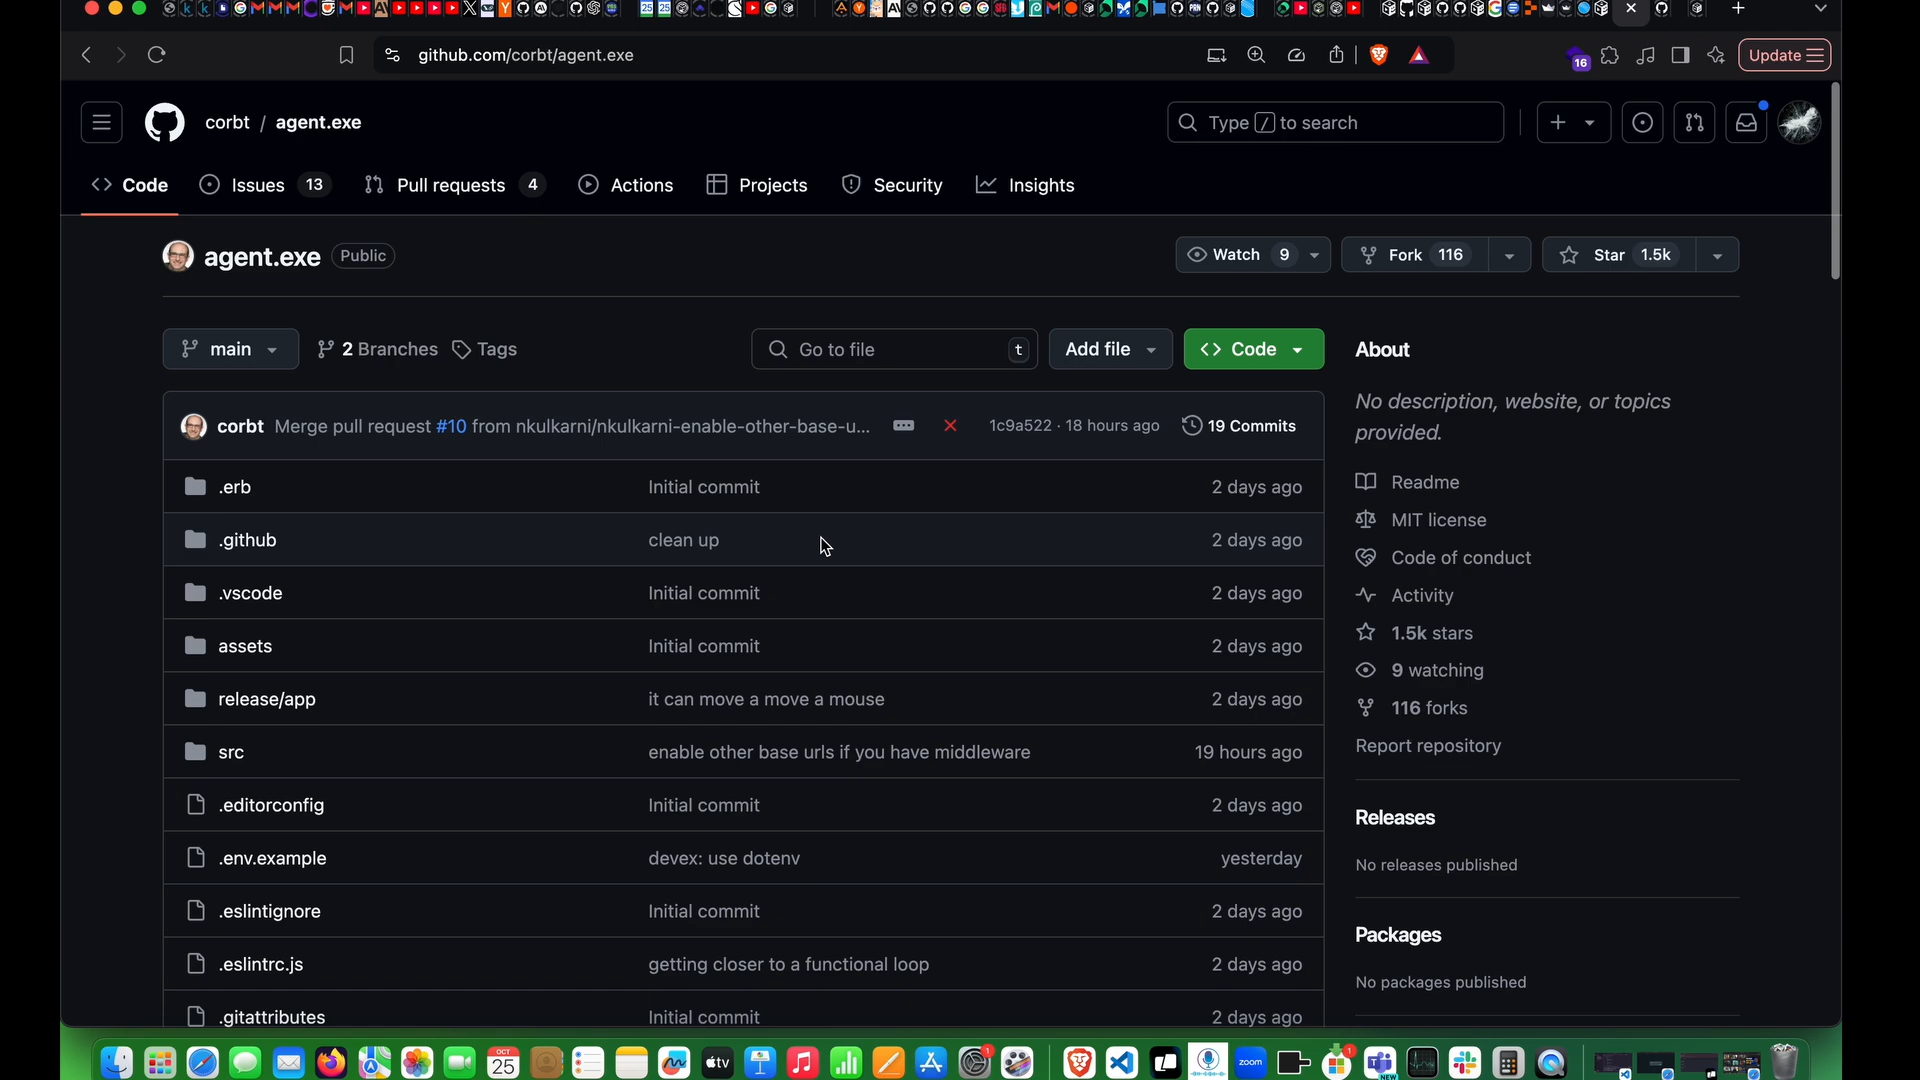 github.com/corbt/agent.exe
16
Update
corbt / agent.exe
Type / to search
Code
Issues 13
Pull requests 4
Actions
Projects
Security
Insights
agent.exe Public
Watch 9
Fork 116
Star 1.5k
main
2 Branches
Tags
Go to file t
Add file
Code
corbt Merge pull request #10 from nkulkarni/nkulkarni-enable-other-base-u... 1c9a522 · 18 hours ago 19 Commits
.erb Initial commit 2 days ago
.github clean up 2 days ago
.vscode Initial commit 2 days ago
assets Initial commit 2 days ago
release/app it can move a move a mouse 2 days ago
src enable other base urls if you have middleware 19 hours ago
.editorconfig Initial commit 2 days ago
.env.example devex: use dotenv yesterday
.eslintignore Initial commit 2 days ago
.eslintrc.js getting closer to a functional loop 2 days ago
.gitattributes Initial commit 2 days ago
About
No description, website, or topics
provided.
Readme
MIT license
Code of conduct
Activity
1.5k stars
9 watching
116 forks
Report repository
Releases
No releases published
Packages
No packages published
OCT
25
tv
1
zoom
1
NEW